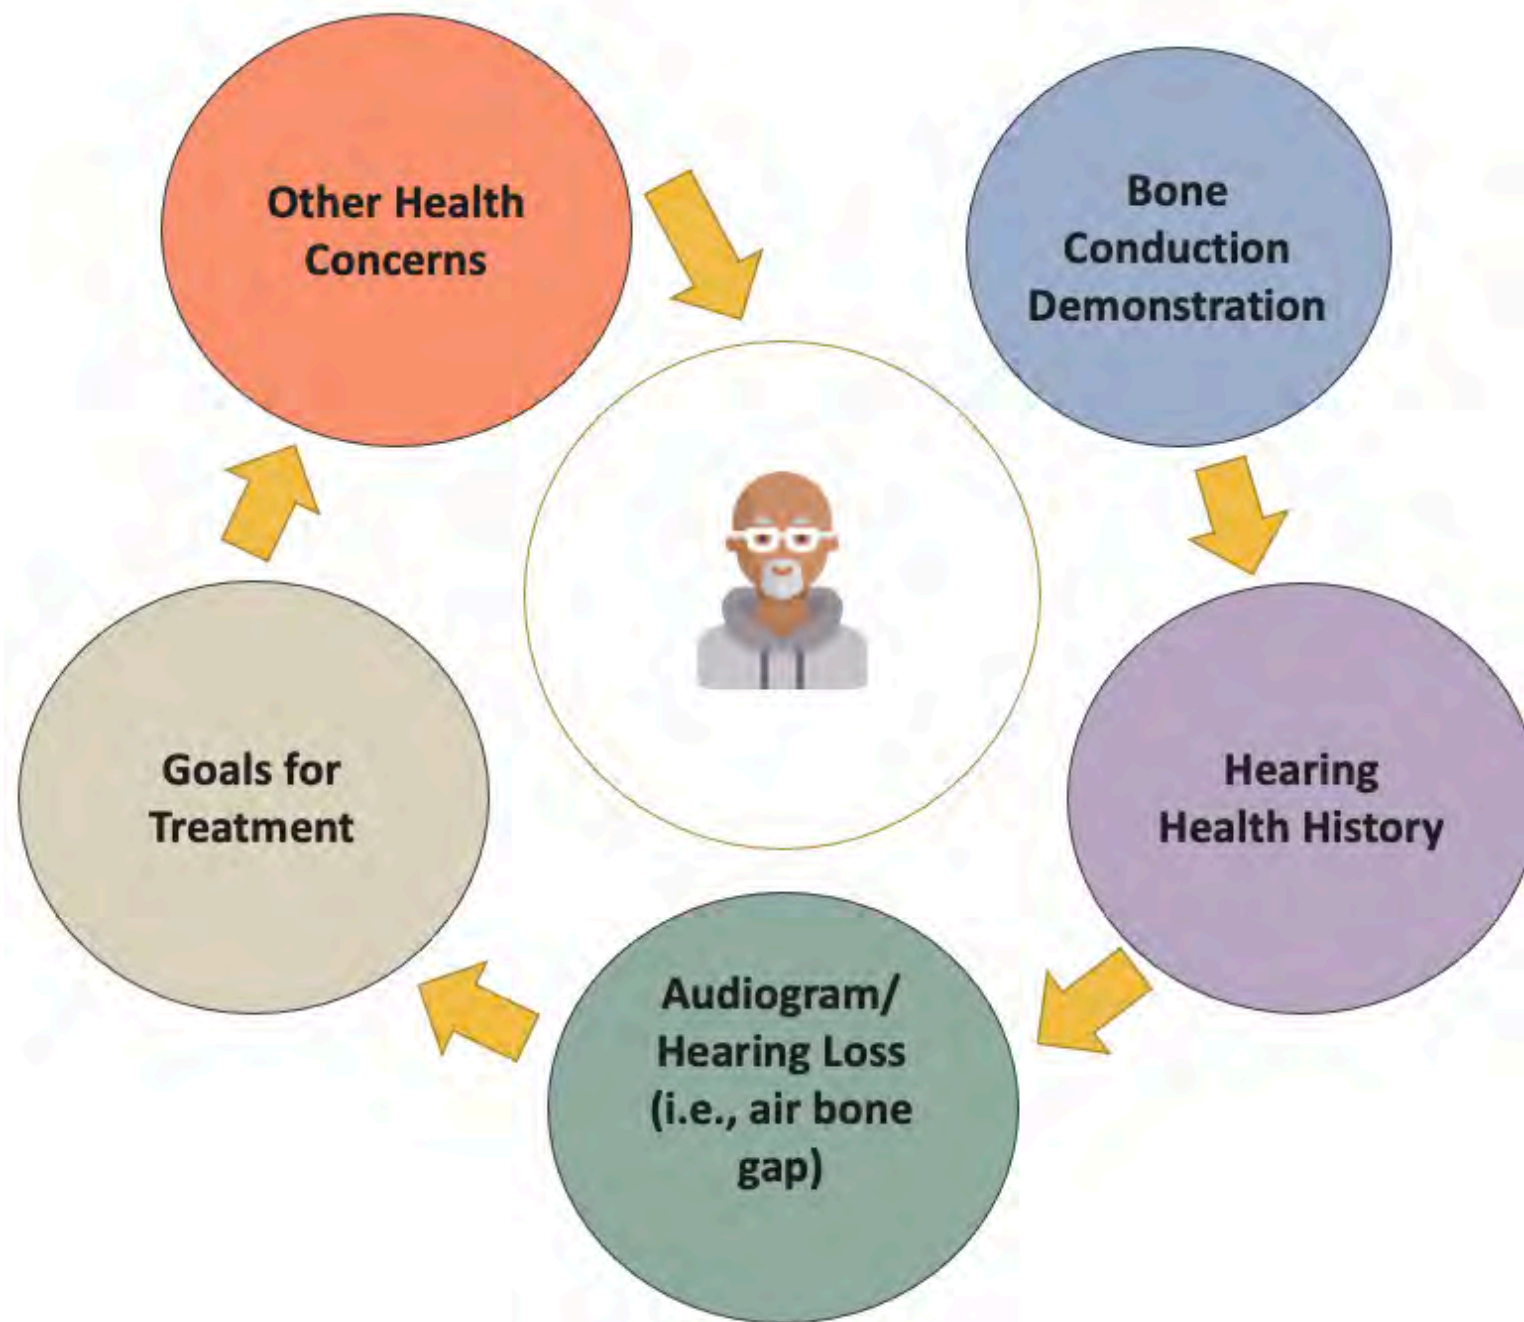 Other Health
Concerns
Bone
Conduction
Demonstration
Hearing
Health History
Audiogram/
Hearing Loss
(i.e., air bone
gap)
Goals for
Treatment